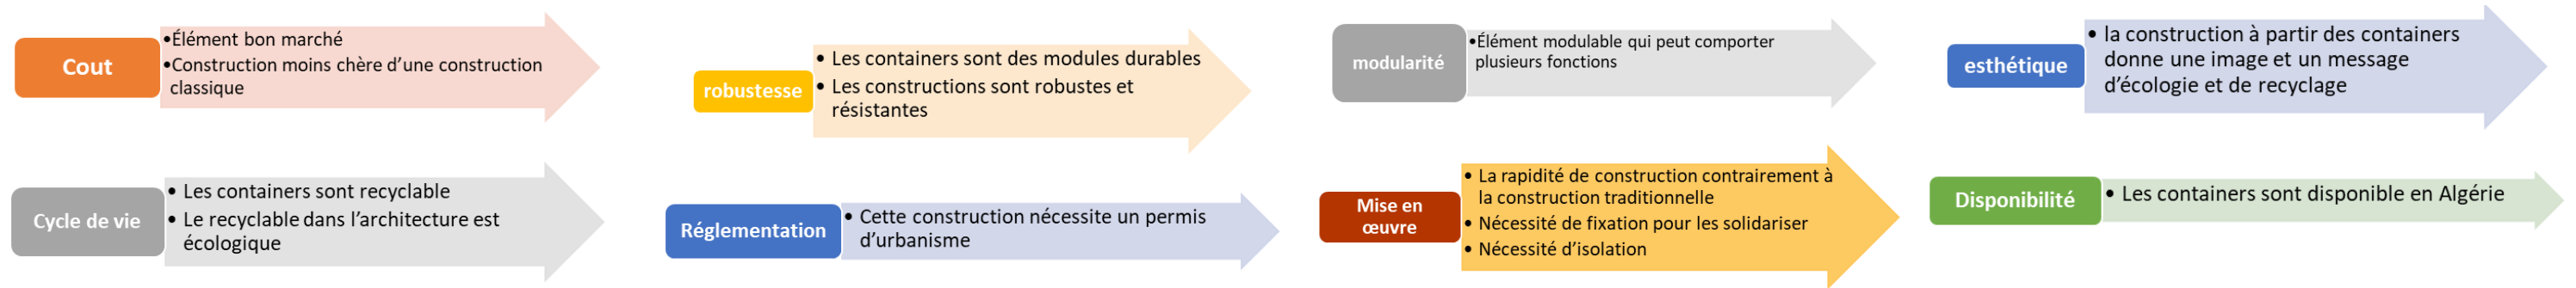 Cout
•Élément bon marché
•Construction moins chère d’une construction
classique
robustesse
• Les containers sont des modules durables
• Les constructions sont robustes et
résistantes
modularité
•Élément modulable qui peut comporter
plusieurs fonctions
esthétique
• la construction à partir des containers
donne une image et un message
d’écologie et de recyclage
Cycle de vie
• Les containers sont recyclable
• Le recyclable dans l’architecture est
écologique
Réglementation
• Cette construction nécessite un permis
d’urbanisme
Mise en
œuvre
• La rapidité de construction contrairement à
la construction traditionnelle
• Nécessité de fixation pour les solidariser
• Nécessité d’isolation
Disponibilité
• Les containers sont disponible en Algérie